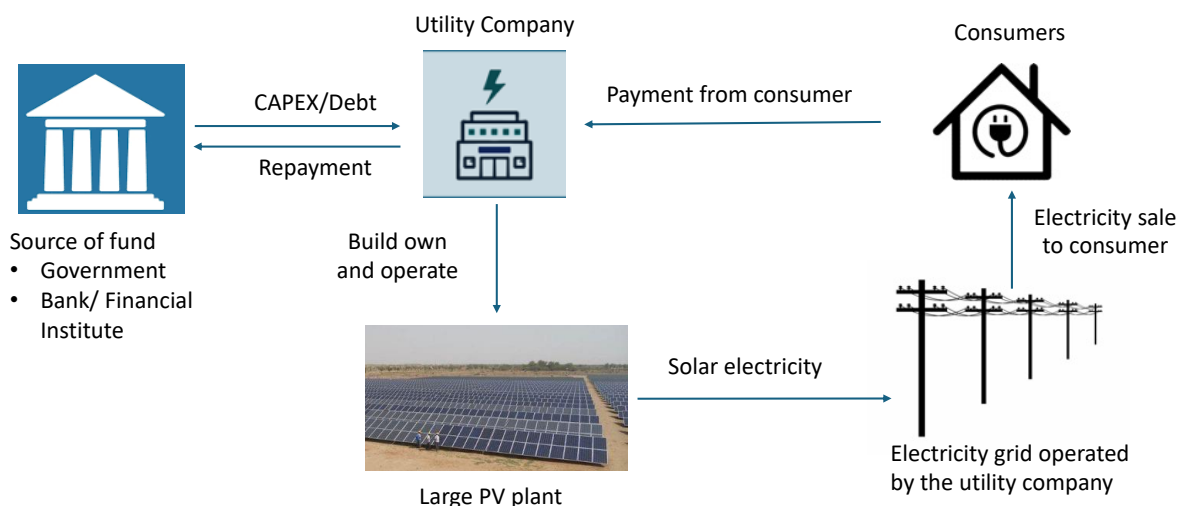 Utility Company
Consumers
CAPEX/Debt
Payment from consumer
Repayment
Source of fund
• Government
• Bank/ Financial
Institute
Build own
and operate
Electricity sale
to consumer
Solar electricity
Electricity grid operated
by the utility company
Large PV plant